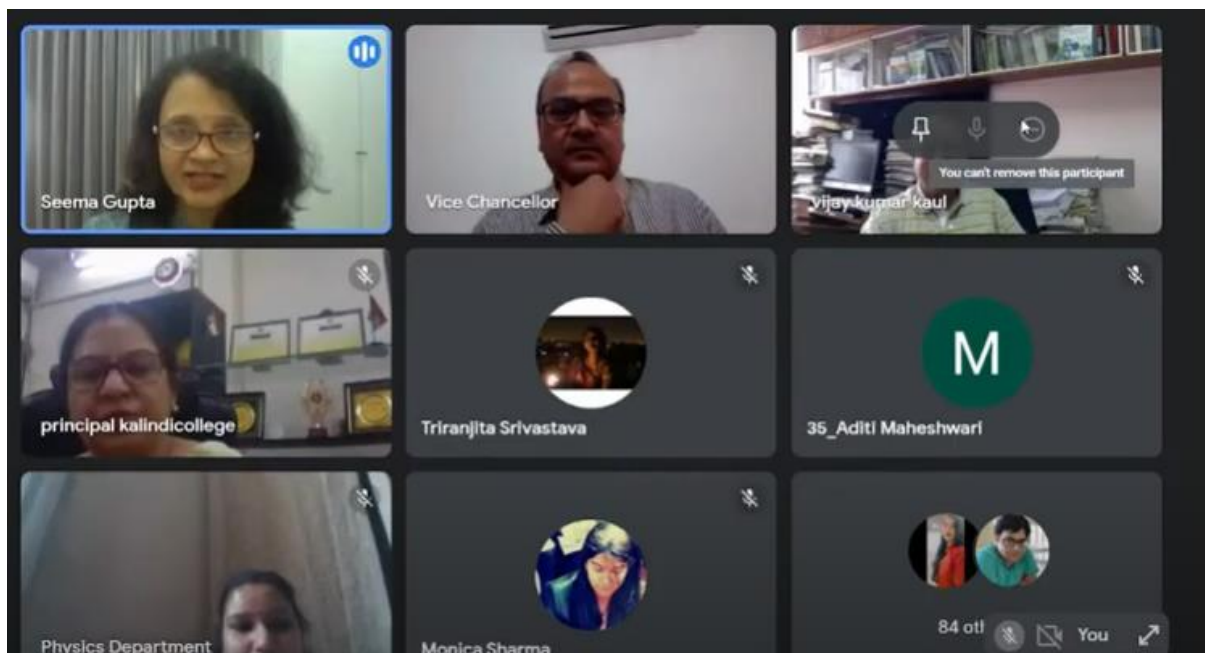 Seema Gupta
Vice Chancellor
You can't remove this participant
vijay kumar kaul
principal kalindicollege
Triranjita Srivastava
M
35_Aditi Maheshwari
Physics Department
Monica Sharma
84 otl
You